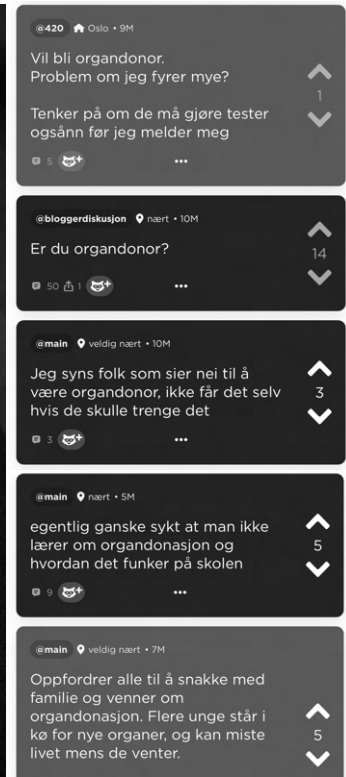 @420 Oslo • 9M
Vil bli organdonor.
Problem om jeg fyrer mye?
Tenker på om de må gjøre tester
ogsånn før jeg melder meg
1
5
@bloggerdiskusjon nært • 10M
Er du organdonor?
14
50 1
@main veldig nært • 10M
Jeg syns folk som sier nei til å
være organdonor, ikke får det selv
hvis de skulle trenge det
3
3
@main nært • 5M
egentlig ganske sykt at man ikke
lærer om organdonasjon og
hvordan det funker på skolen
5
9
@main veldig nært • 7M
Oppfordrer alle til å snakke med
familie og venner om
organdonasjon. Flere unge står i
kø for nye organer, og kan miste
livet mens de venter.
5